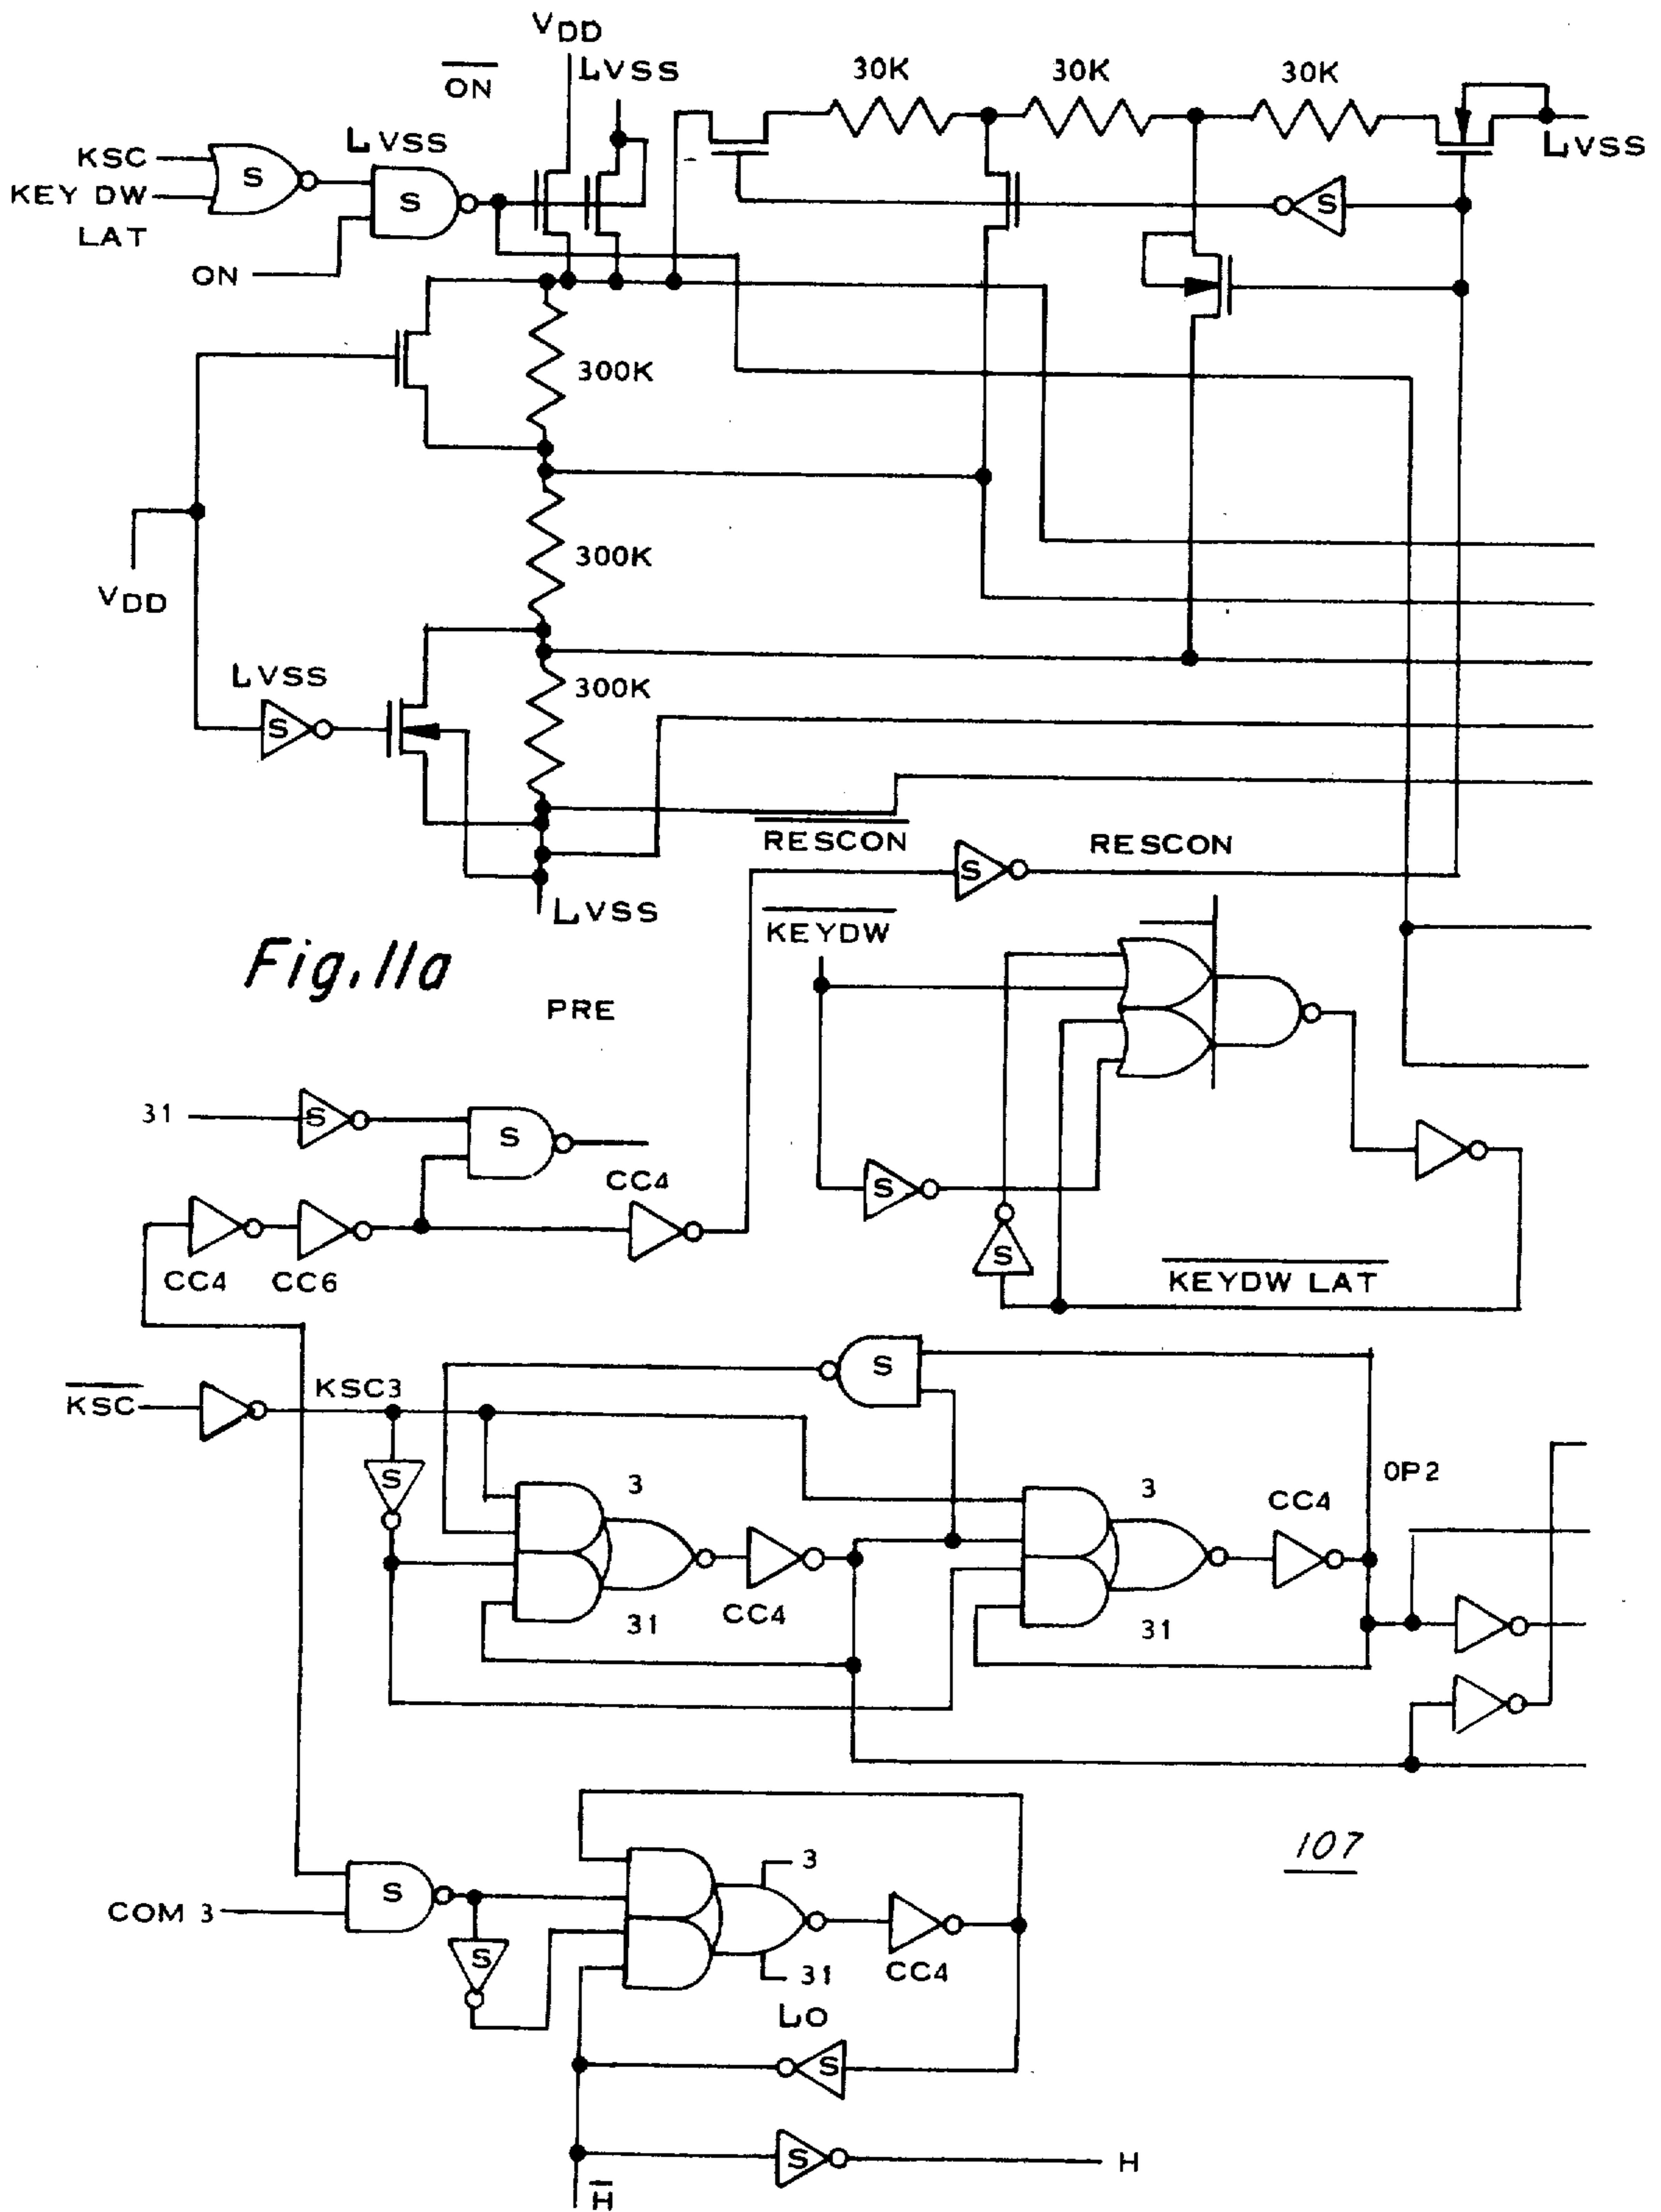 VDD
ON
LVSS
30K
30K
30K
KSC
KEY DW
LAT
LVSS
S
S
S
LVSS
ON
300K
300K
VDD
LVSS
300K
S
RESCON
RESCON
S
LVSS
KEYDW
Fig. 11a
PRE
31
S
S
CC4
S
CC4
CC6
S
KEYDW LAT
S
KSC
KSC3
S
3
3
OP2
CC4
CC4
31
31
107
COM 3
S
3
S
31
CC4
LO
S
S
H
H